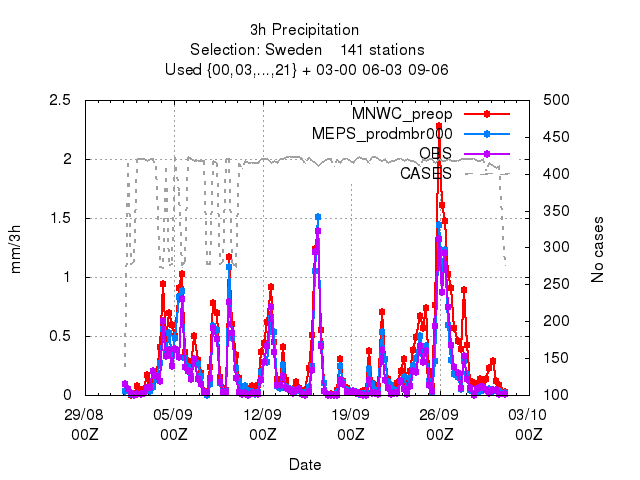 3h Precipitation
Selection: Sweden    141 stations
Used {00,03,...,21} + 03-00 06-03 09-06
2.5
2
1.5
1
0.5
0
mm/3h
500
450
400
350
300
250
200
150
100
No cases
MNWC_preop
MEPS_prodmbr000
OBS
CASES
29/08 05/09 12/09 19/09 26/09 03/10
00Z 00Z 00Z 00Z 00Z 00Z
Date